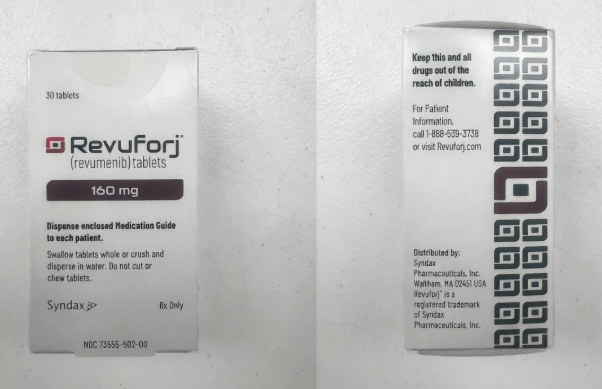 30 tablets
Revuforj®
(revumenib) tablets
160 mg
Dispense enclosed Medication Guide
to each patient.
Swallow tablets whole or crush and
disperse in water. Do not cut or
chew tablets.
Syndax
Rx Only
NDC 73555-502-00
Keep this and all
drugs out of the
reach of children.
For Patient
Information,
call 1-888-539-3738
or visit Revuforj.com
Distributed by:
Syndax
Pharmaceuticals, Inc.
Waltham, MA 02451 USA
Revuforj® is a
registered trademark
of Syndax
Pharmaceuticals, Inc.